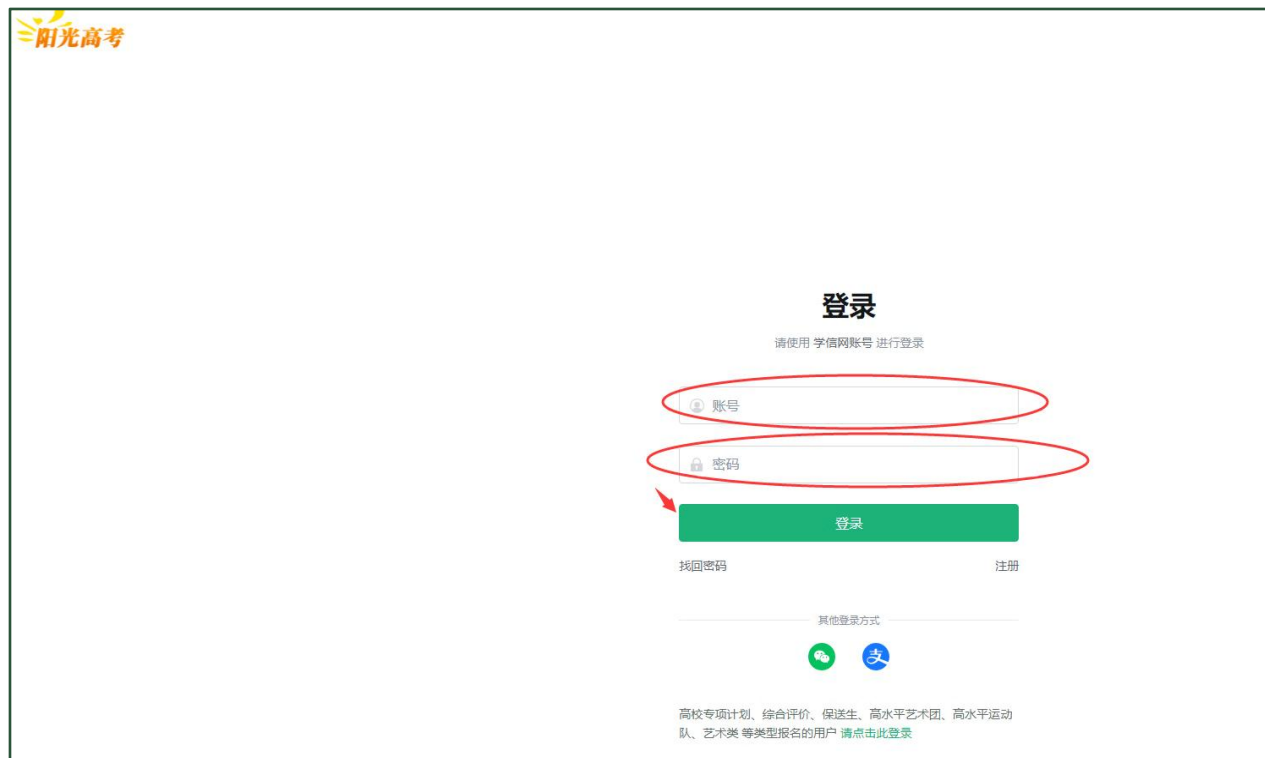 阳光高考
登录
请使用 学信网账号 进行登录
账号
密码
登录
找回密码
注册
其他登录方式
支
高校专项计划、综合评价、保送生、高水平艺术团、高水平运动
队、艺术类 等类型报名的用户 请点击此登录